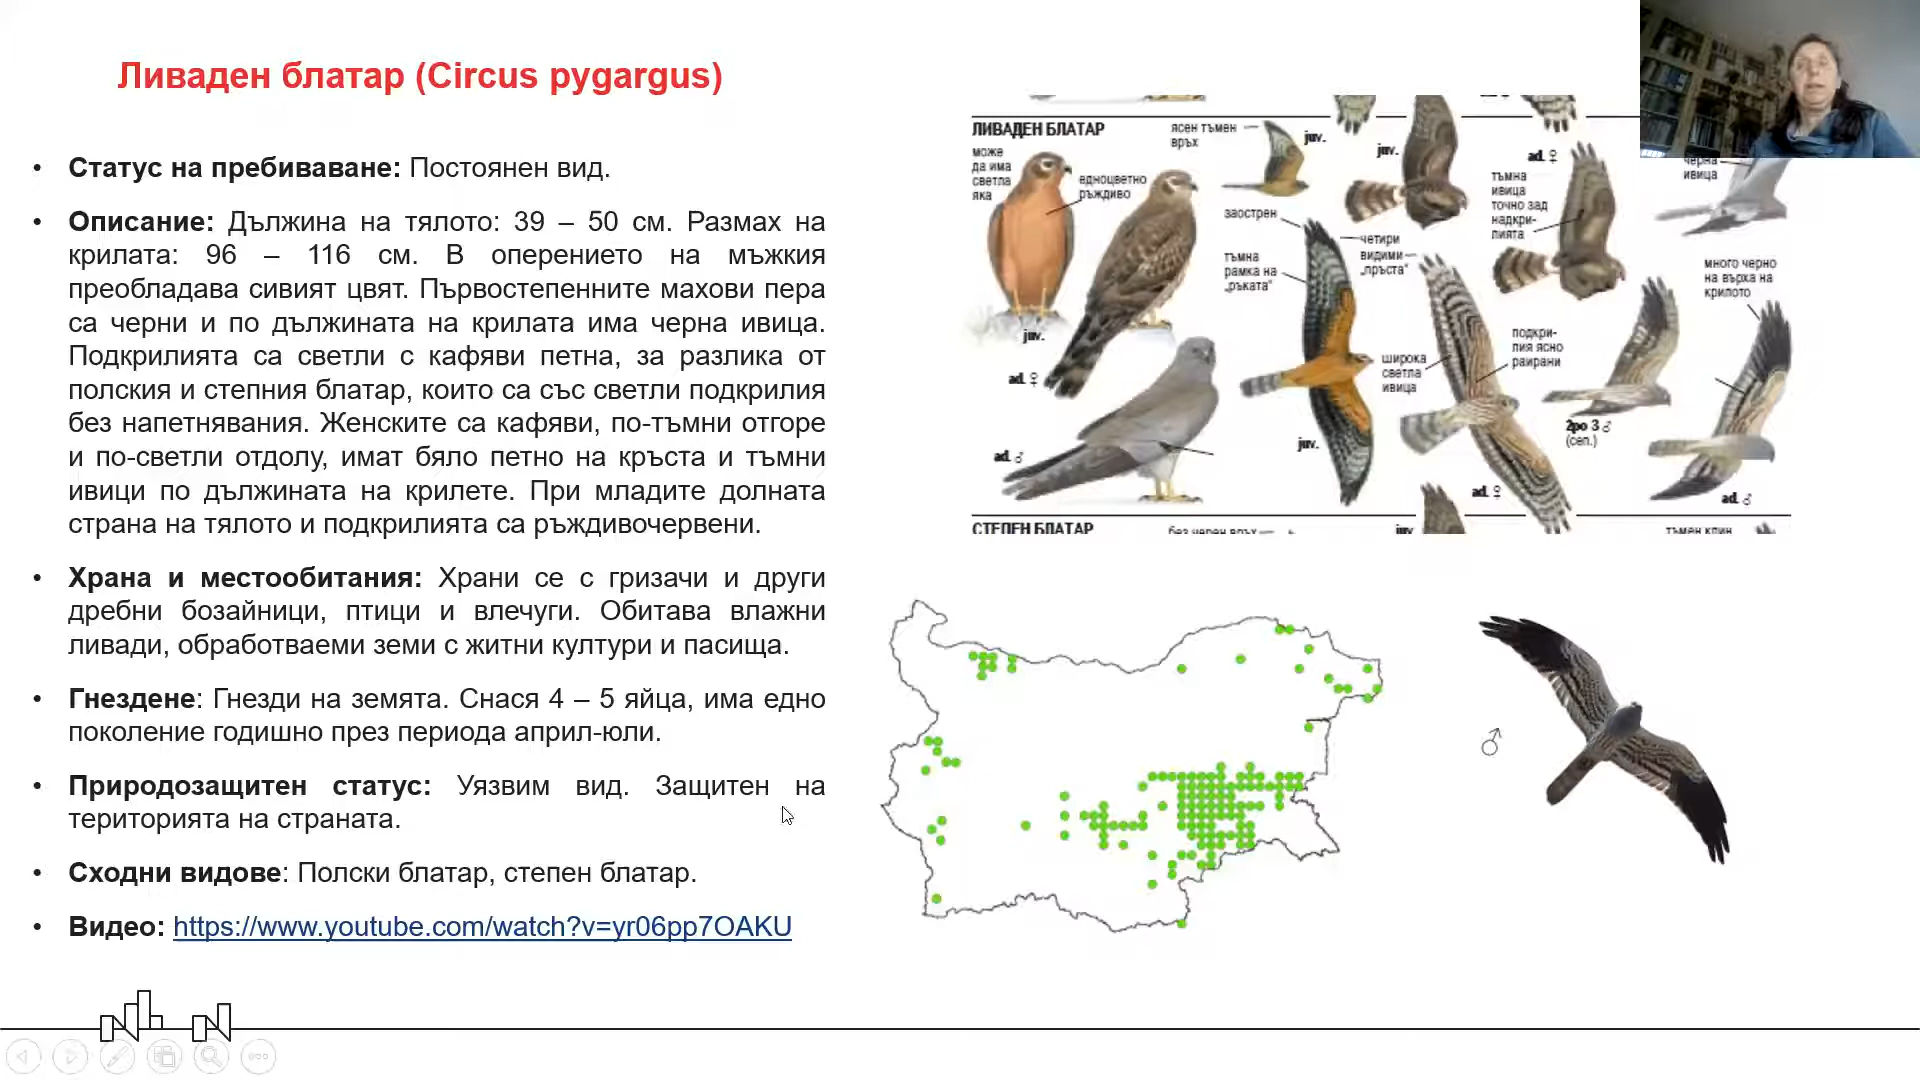 Ливаден блатар (Circus pygargus)
• Статус на пребиваване: Постоянен вид.
• Описание: Дължина на тялото: 39 – 50 см. Размах на
крилата: 96 – 116 см. В оперението на мъжкия
преобладава сивият цвят. Първостепенните махови пера
са черни и по дължината на крилата има черна ивица.
Подкрилията са светли с кафяви петна, за разлика от
полския и степния блатар, които са със светли подкрилия
без напетнявания. Женските са кафяви, по-тъмни отгоре
и по-светли отдолу, имат бяло петно на кръста и тъмни
ивици по дължината на крилете. При младите долната
страна на тялото и подкрилията са ръждивочервени.
• Храна и местообитания: Храни се с гризачи и други
дребни бозайници, птици и влечуги. Обитава влажни
ливади, обработваеми земи с житни култури и пасища.
• Гнездене: Гнезди на земята. Снася 4 – 5 яйца, има едно
поколение годишно през периода април-юли.
• Природозащитен статус: Уязвим вид. Защитен на
територията на страната.
• Сходни видове: Полски блатар, степен блатар.
• Видео: https://www.youtube.com/watch?v=yr06pp7OAKU
ЛИВАДЕН БЛАТАР
може
да има
светла
яка
едноцветно
ръждиво
juv.
ad. ♀
ad. ♂
ясен тъмен
връх
juv.
juv.
ad. ♀
заострен
тъмна
рамка на
„ръката“
четири
видими
„пръста“
тъмна
ивица
точно зад
надкри-
лията
черна
ивица
много черно
на върха на
крилото
широка
светла
ивица
подкри-
лия ясно
раирани
juv.
ad. ♀
2ро 3 ♂
(сеп.)
ad. ♂
СТЕПЕН БЛАТАР
без черен връх
juv.
тъмен клин
♂